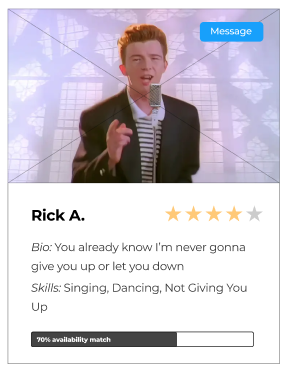 Message
Rick A.
Bio: You already know I'm never gonna
give you up or let you down
Skills: Singing, Dancing, Not Giving You
Up
70% availability match